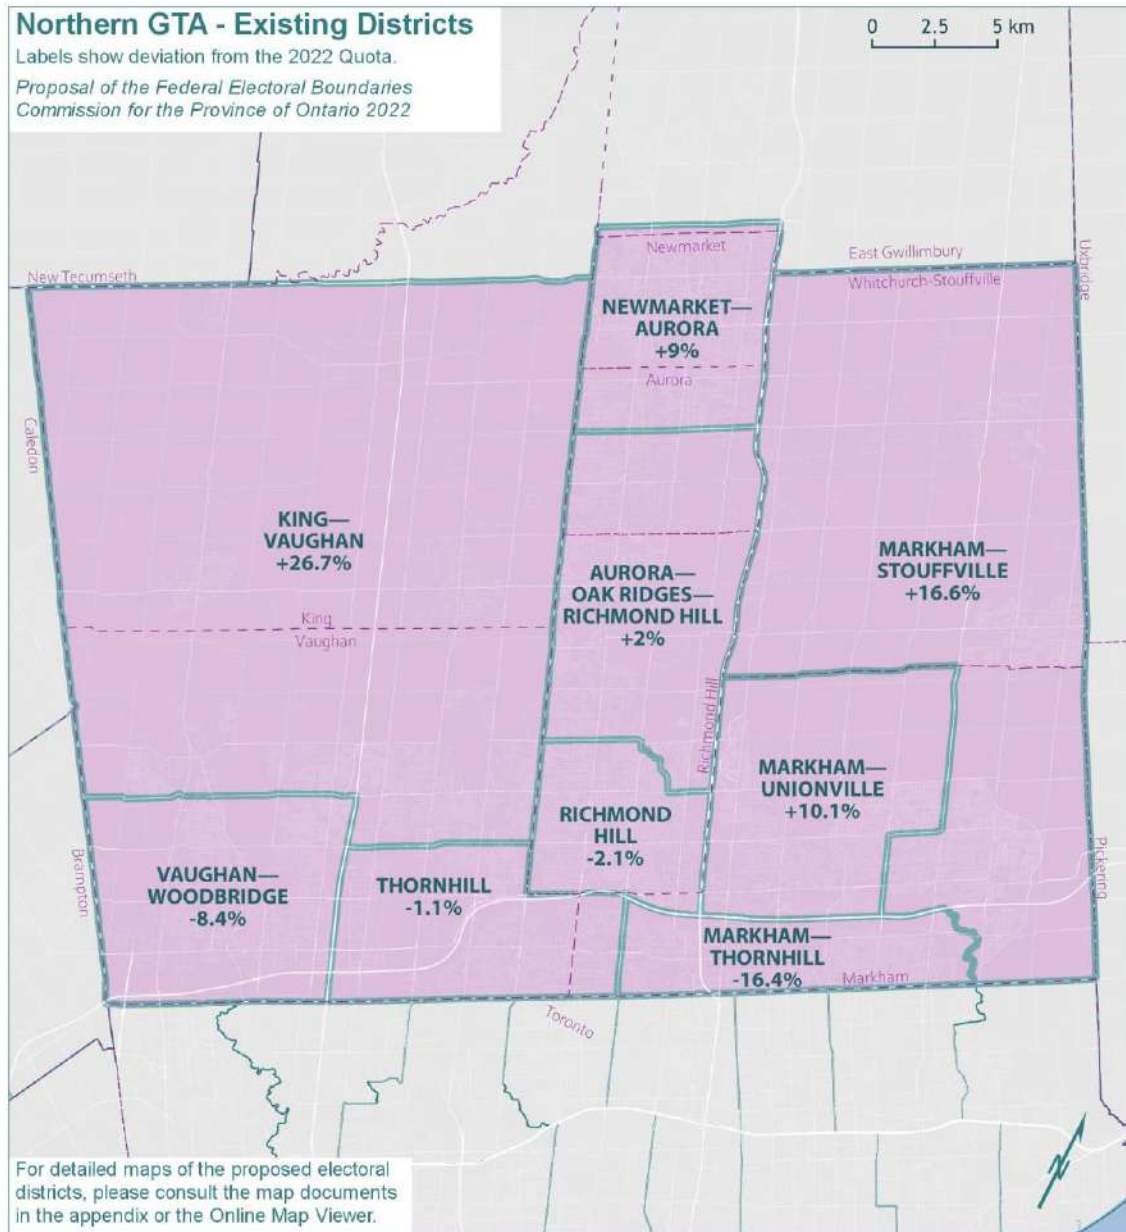 Northern GTA - Existing Districts
Labels show deviation from the 2022 Quota.
Proposal of the Federal Electoral Boundaries
Commission for the Province of Ontario 2022
0 2.5 5 km
Newmarket
East Gwillimbury
Uxbridge
New Tecumseth
Whitchurch-Stouffville
NEWMARKET—
AURORA
+9%
Aurora
Caledon
KING—
VAUGHAN
+26.7%
MARKHAM—
STOUFFVILLE
+16.6%
AURORA—
OAK RIDGES—
RICHMOND HILL
+2%
King
Vaughan
Richmond Hill
MARKHAM—
UNIONVILLE
+10.1%
RICHMOND
HILL
-2.1%
Brampton
Pickering
VAUGHAN—
WOODBRIDGE
-8.4%
THORNHILL
-1.1%
MARKHAM—
THORNHILL
-16.4%
Markham
Toronto
For detailed maps of the proposed electoral
districts, please consult the map documents
in the appendix or the Online Map Viewer.
N